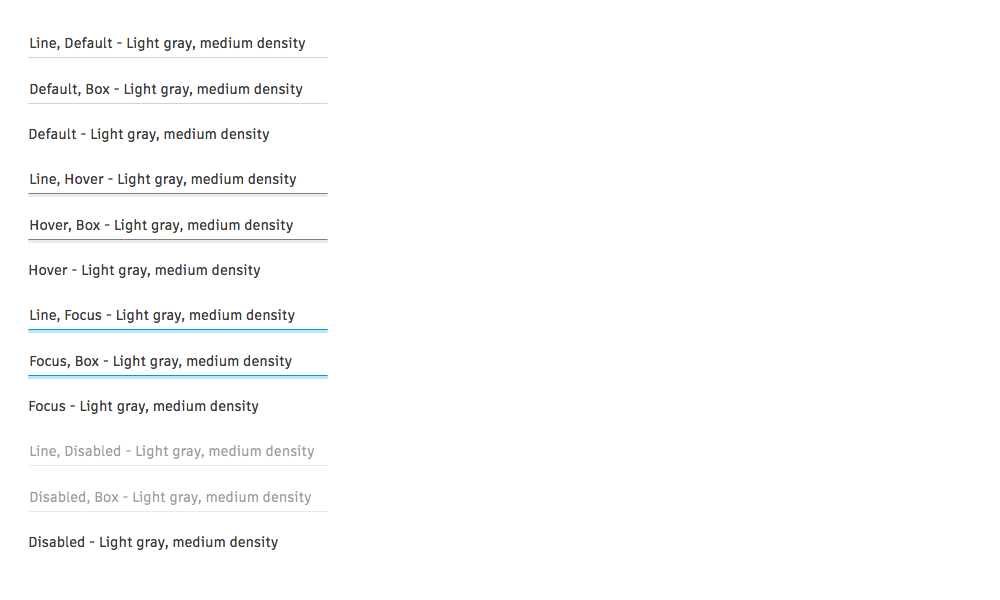 Line, Default - Light gray, medium density
Default, Box - Light gray, medium density
Default - Light gray, medium density
Line, Hover - Light gray, medium density
Hover, Box - Light gray, medium density
Hover - Light gray, medium density
Line, Focus - Light gray, medium density
Focus, Box - Light gray, medium density
Focus - Light gray, medium density
Line, Disabled - Light gray, medium density
Disabled, Box - Light gray, medium density
Disabled - Light gray, medium density